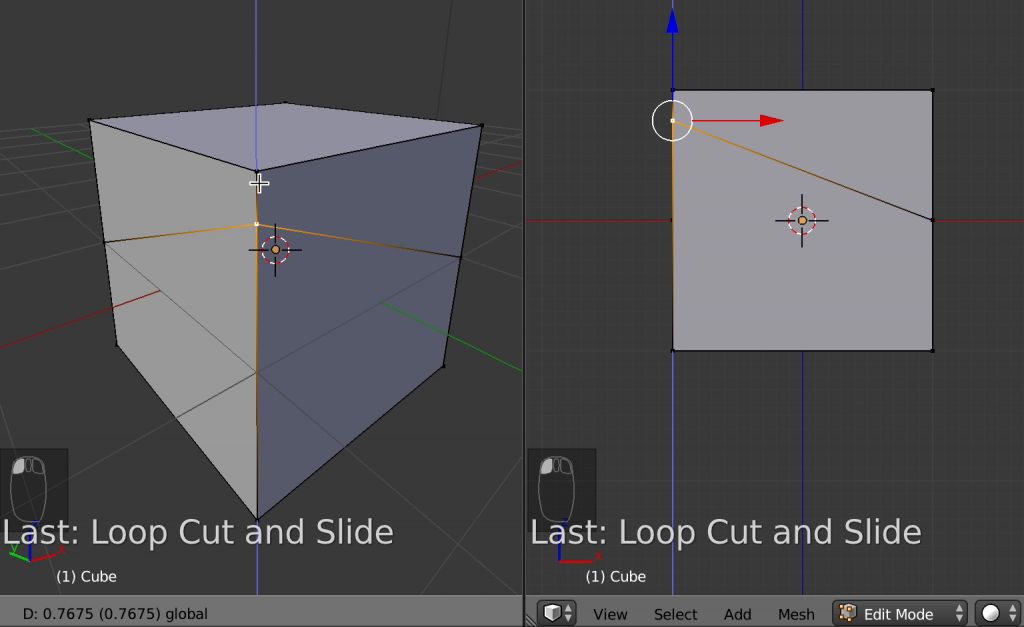 Last: Loop Cut and Slide
Y X
(1) Cube
D: 0.7675 (0.7675) global
Last: Loop Cut and Slide
X
(1) Cube
View Select Add Mesh Edit Mode